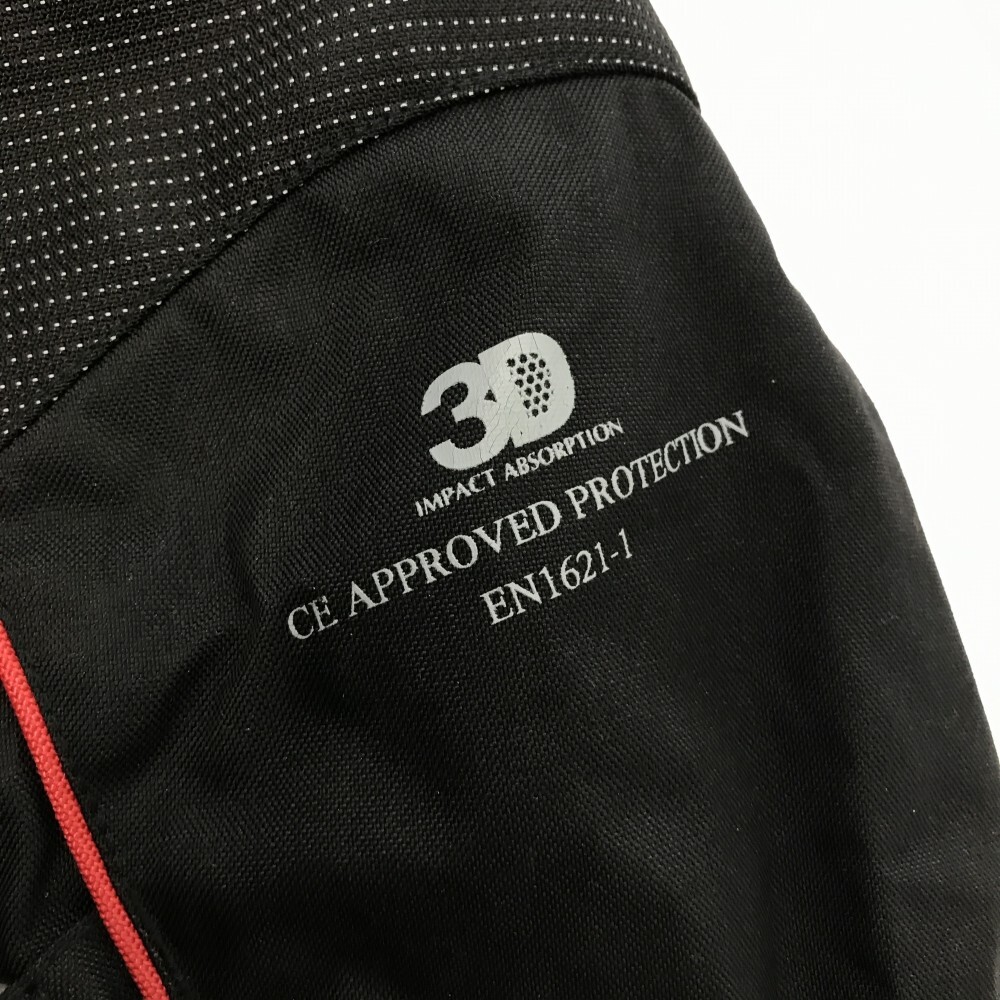 3D
IMPACT ABSORPTION
CE APPROVED PROTECTION
EN1621-1